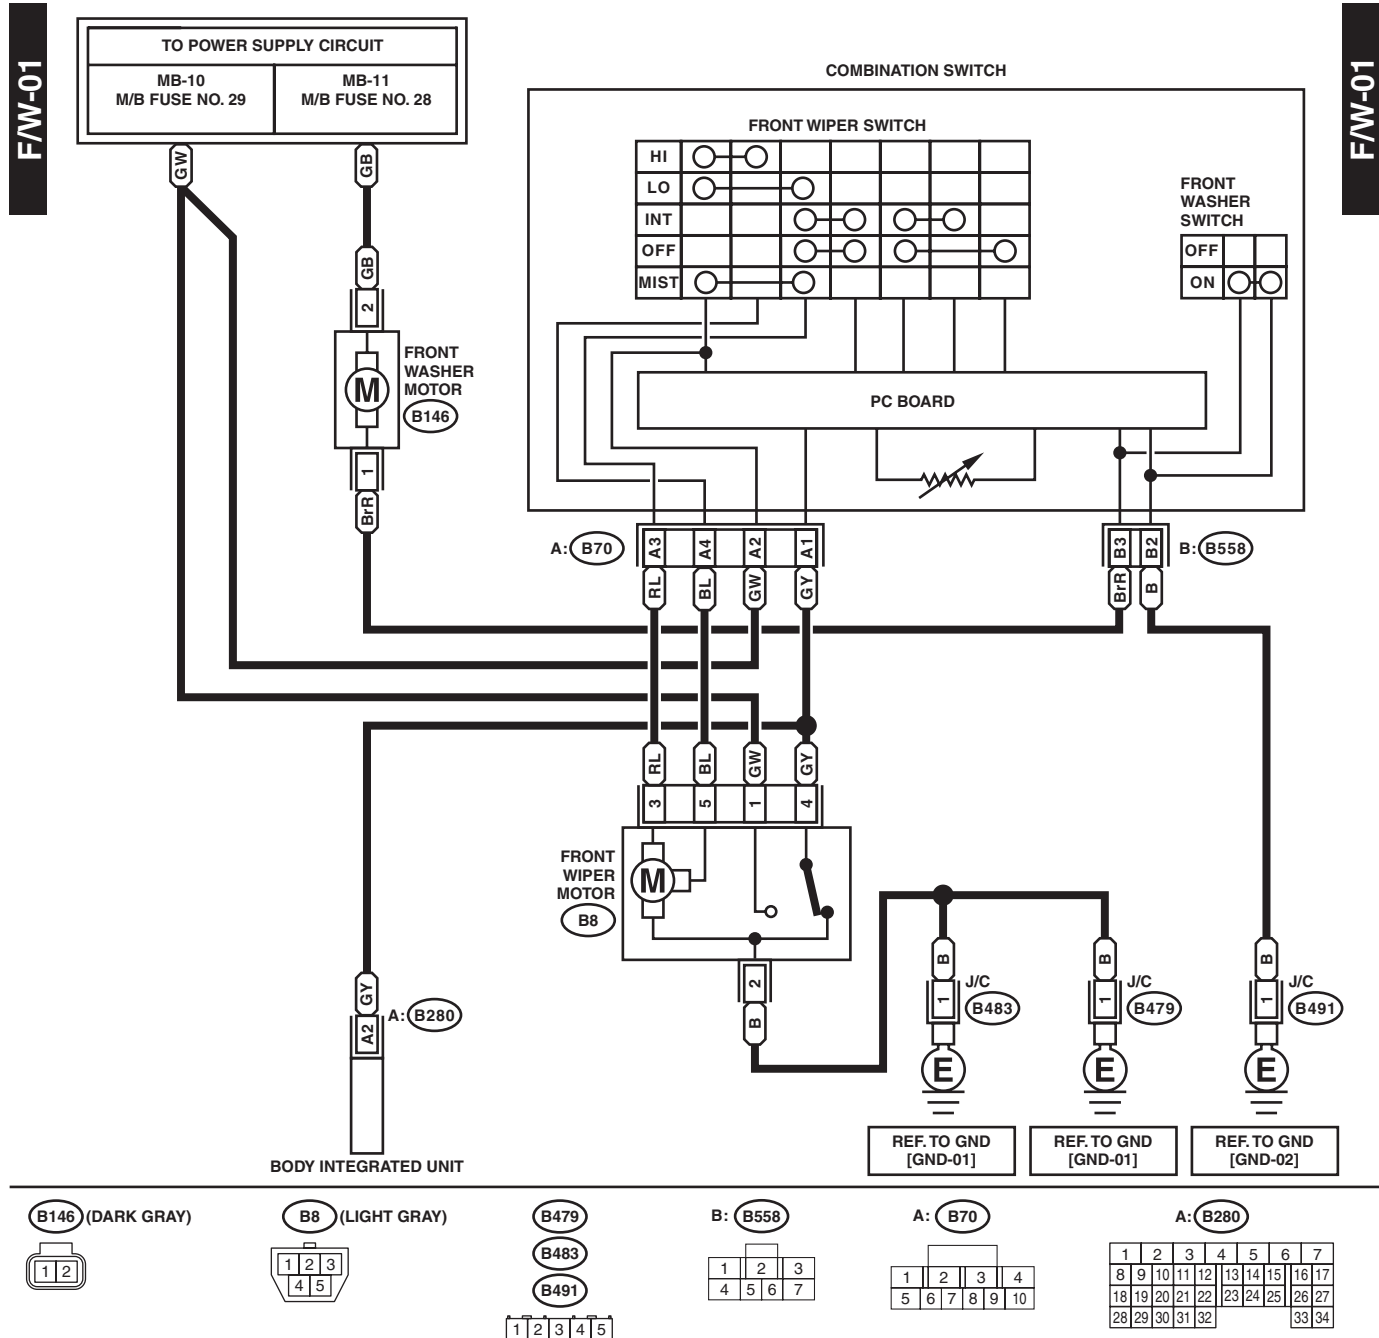 F/W-01
F/W-01
TO POWER SUPPLY CIRCUIT
MB-10
M/B FUSE NO. 29
MB-11
M/B FUSE NO. 28
GW
GB
GB
2
FRONT
WASHER
MOTOR
M
B146
1
BrR
COMBINATION SWITCH
FRONT WIPER SWITCH
HI
LO
INT
OFF
MIST
FRONT
WASHER
SWITCH
OFF
ON
PC BOARD
A: B70
A3 A4 A2 A1
RL BL GW GY
B3 B2
B: B558
BrR B
RL BL GW GY
3 5 1 4
FRONT
WIPER
MOTOR
M
B8
2
B
GY
A: B280
A2
BODY INTEGRATED UNIT
B B B
J/C J/C J/C
1 B483 1 B479 1 B491
E E E
REF. TO GND
[GND-01]
REF. TO GND
[GND-01]
REF. TO GND
[GND-02]
B146 (DARK GRAY)
1 2
B8 (LIGHT GRAY)
1 2 3
4 5
B479
B483
B491
1 2 3 4 5
B: B558
1 2 3
4 5 6 7
A: B70
1 2 3 4
5 6 7 8 9 10
A: B280
1 2 3 4 5 6 7
8 9 10 11 12 13 14 15 16 17
18 19 20 21 22 23 24 25 26 27
28 29 30 31 32 33 34